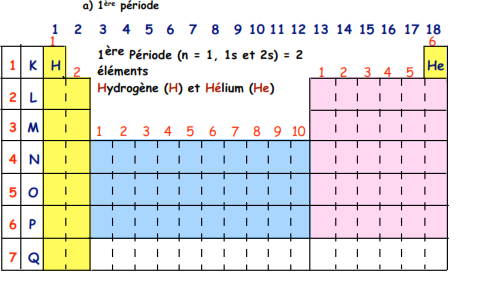 a) 1ère période
1 2 3 4 5 6 7 8 9 10 11 12 13 14 15 16 17 18
1 6
1ère Période (n = 1, 1s et 2s) = 2
éléments
1 K H He
2 1 2 3 4 5
Hydrogène (H) et Hélium (He)
2 L
3 M 1 2 3 4 5 6 7 8 9 10
4 N
5 O
6 P
7 Q